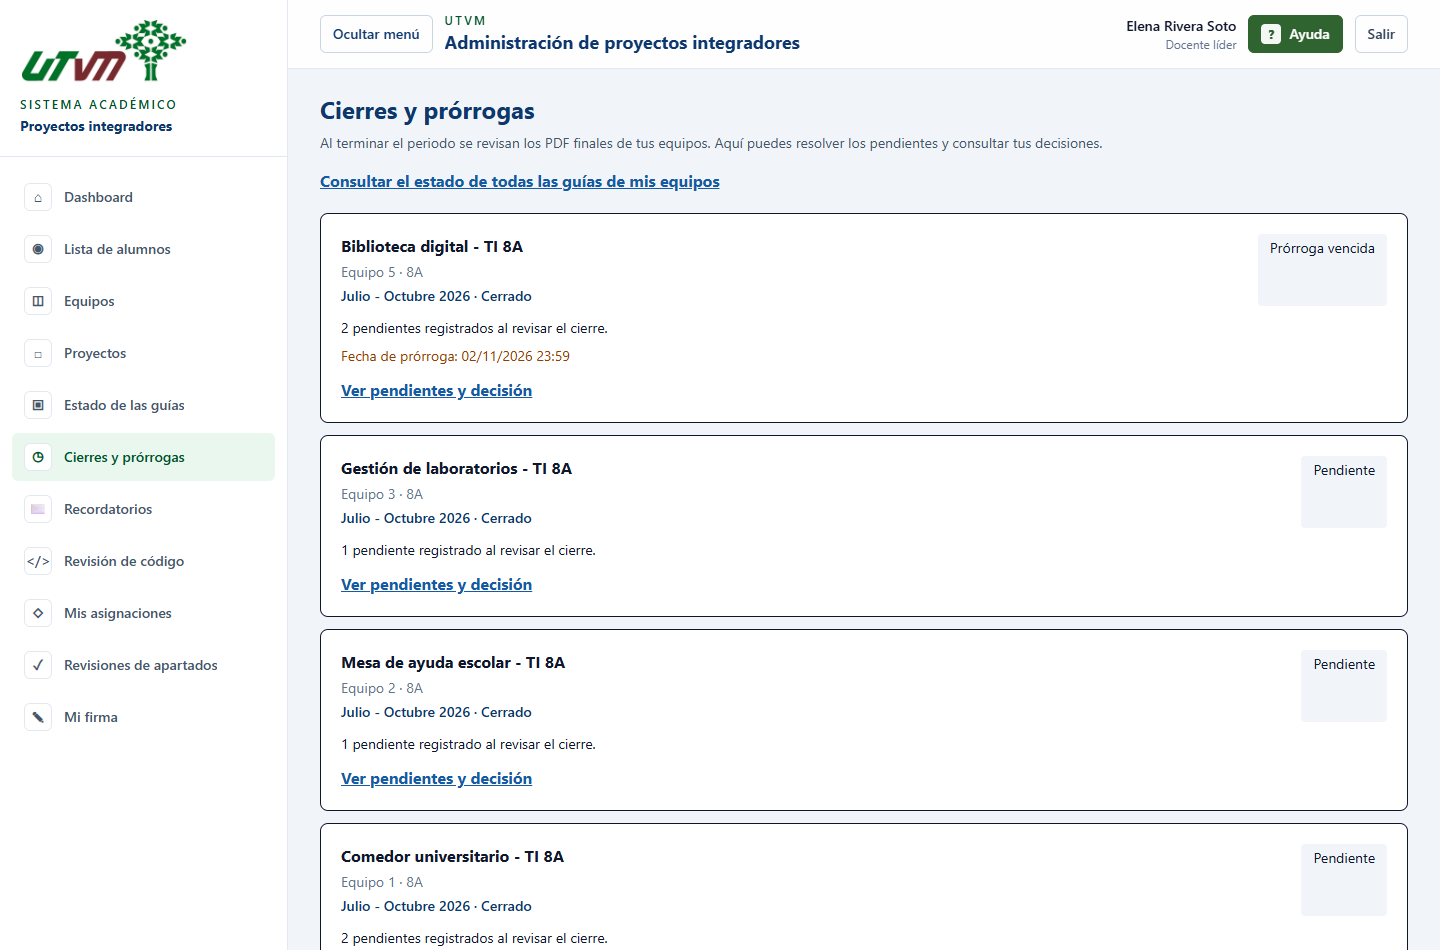 UTVM
SISTEMA ACADÉMICO
Proyectos integradores
Dashboard
Lista de alumnos
Equipos
Proyectos
Estado de las guías
Cierres y prórrogas
Recordatorios
</> Revisión de código
Mis asignaciones
Revisiones de apartados
Mi firma
Ocultar menú
UTVM
Administración de proyectos integradores
Elena Rivera Soto
Docente líder
? Ayuda
Salir
Cierres y prórrogas
Al terminar el periodo se revisan los PDF finales de tus equipos. Aquí puedes resolver los pendientes y consultar tus decisiones.
Consultar el estado de todas las guías de mis equipos
Biblioteca digital - TI 8A
Prórroga vencida
Equipo 5 · 8A
Julio - Octubre 2026 · Cerrado
2 pendientes registrados al revisar el cierre.
Fecha de prórroga: 02/11/2026 23:59
Ver pendientes y decisión
Gestión de laboratorios - TI 8A
Pendiente
Equipo 3 · 8A
Julio - Octubre 2026 · Cerrado
1 pendiente registrado al revisar el cierre.
Ver pendientes y decisión
Mesa de ayuda escolar - TI 8A
Pendiente
Equipo 2 · 8A
Julio - Octubre 2026 · Cerrado
1 pendiente registrado al revisar el cierre.
Ver pendientes y decisión
Comedor universitario - TI 8A
Pendiente
Equipo 1 · 8A
Julio - Octubre 2026 · Cerrado
2 pendientes registrados al revisar el cierre.